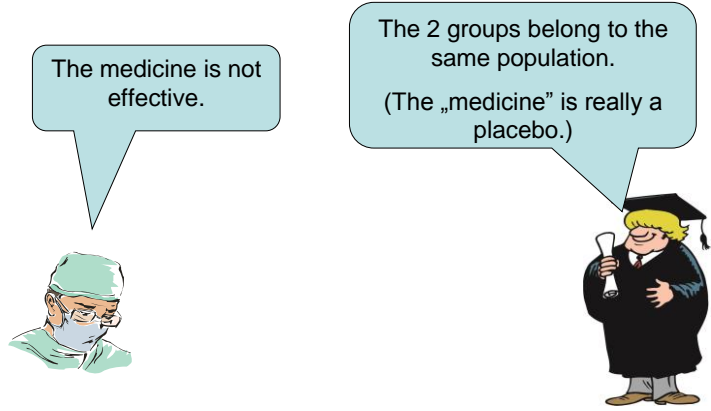 The medicine is not
effective.
The 2 groups belong to the
same population.
(The „medicine” is really a
placebo.)